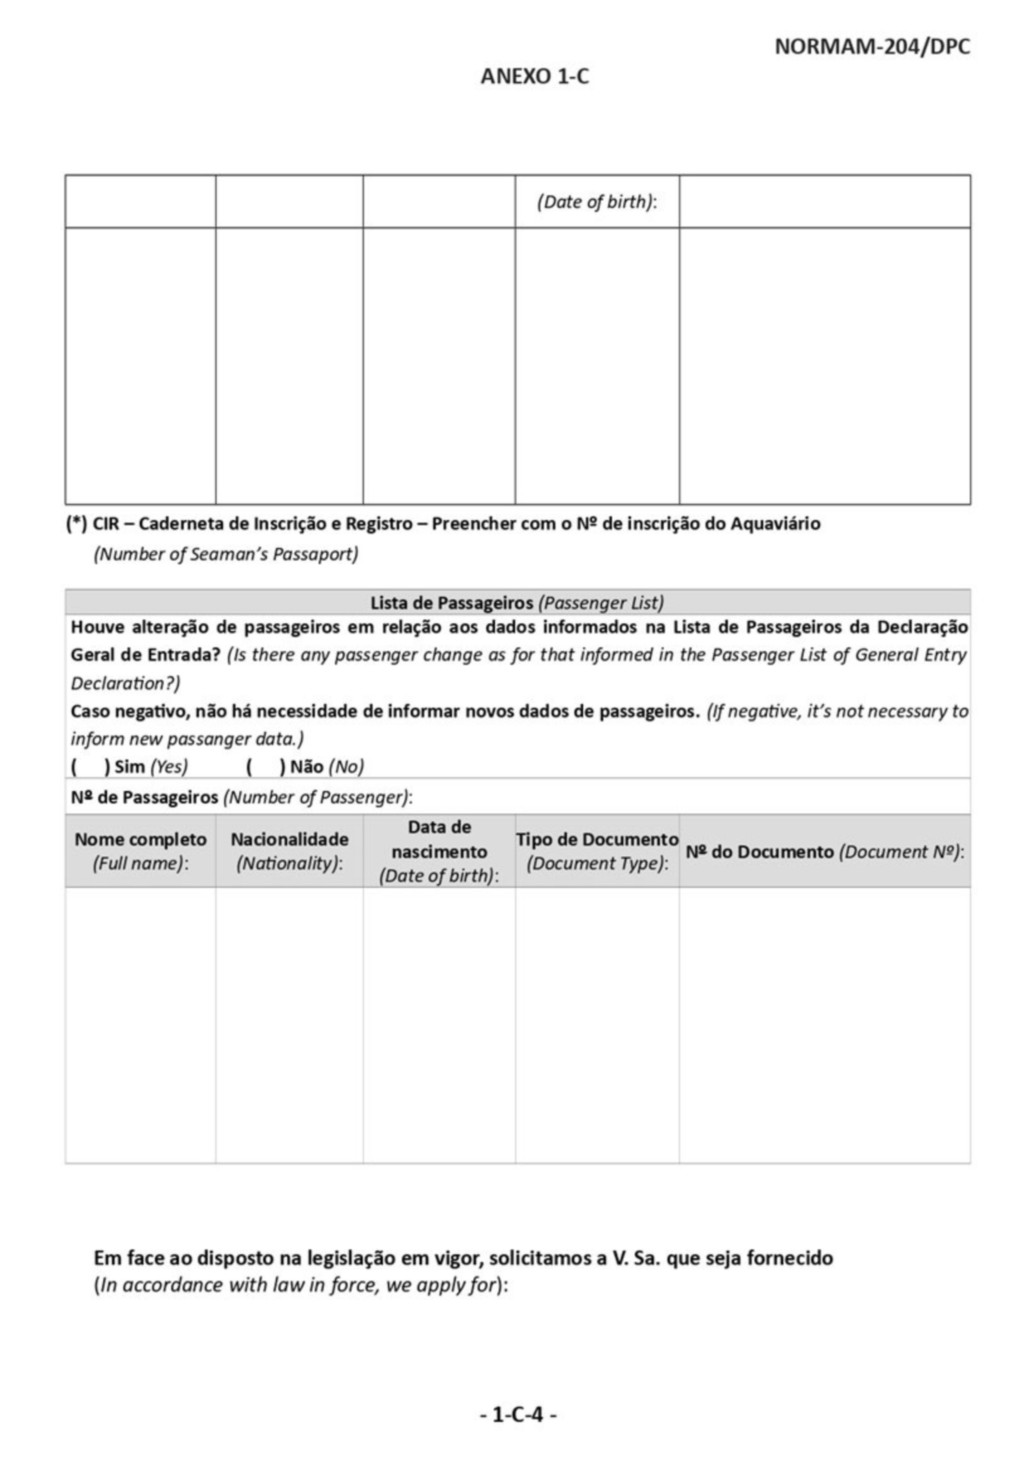 NORMAM-204/DPC
ANEXO 1-C
(Date of birth):
(*) CIR – Caderneta de Inscrição e Registro – Preencher com o Nº de inscrição do Aquaviário
(Number of Seaman's Passaport)
Lista de Passageiros (Passenger List)
Houve alteração de passageiros em relação aos dados informados na Lista de Passageiros da Declaração
Geral de Entrada? (Is there any passenger change as for that informed in the Passenger List of General Entry
Declaration?)
Caso negativo, não há necessidade de informar novos dados de passageiros. (If negative, it's not necessary to
inform new passanger data.)
( ) Sim (Yes) ( ) Não (No)
Nº de Passageiros (Number of Passenger):
Nome completo
(Full name):
Nacionalidade
(Nationality):
Data de
nascimento
(Date of birth):
Tipo de Documento
(Document Type):
Nº do Documento (Document Nº):
Em face ao disposto na legislação em vigor, solicitamos a V. Sa. que seja fornecido
(In accordance with law in force, we apply for):
- 1-C-4 -